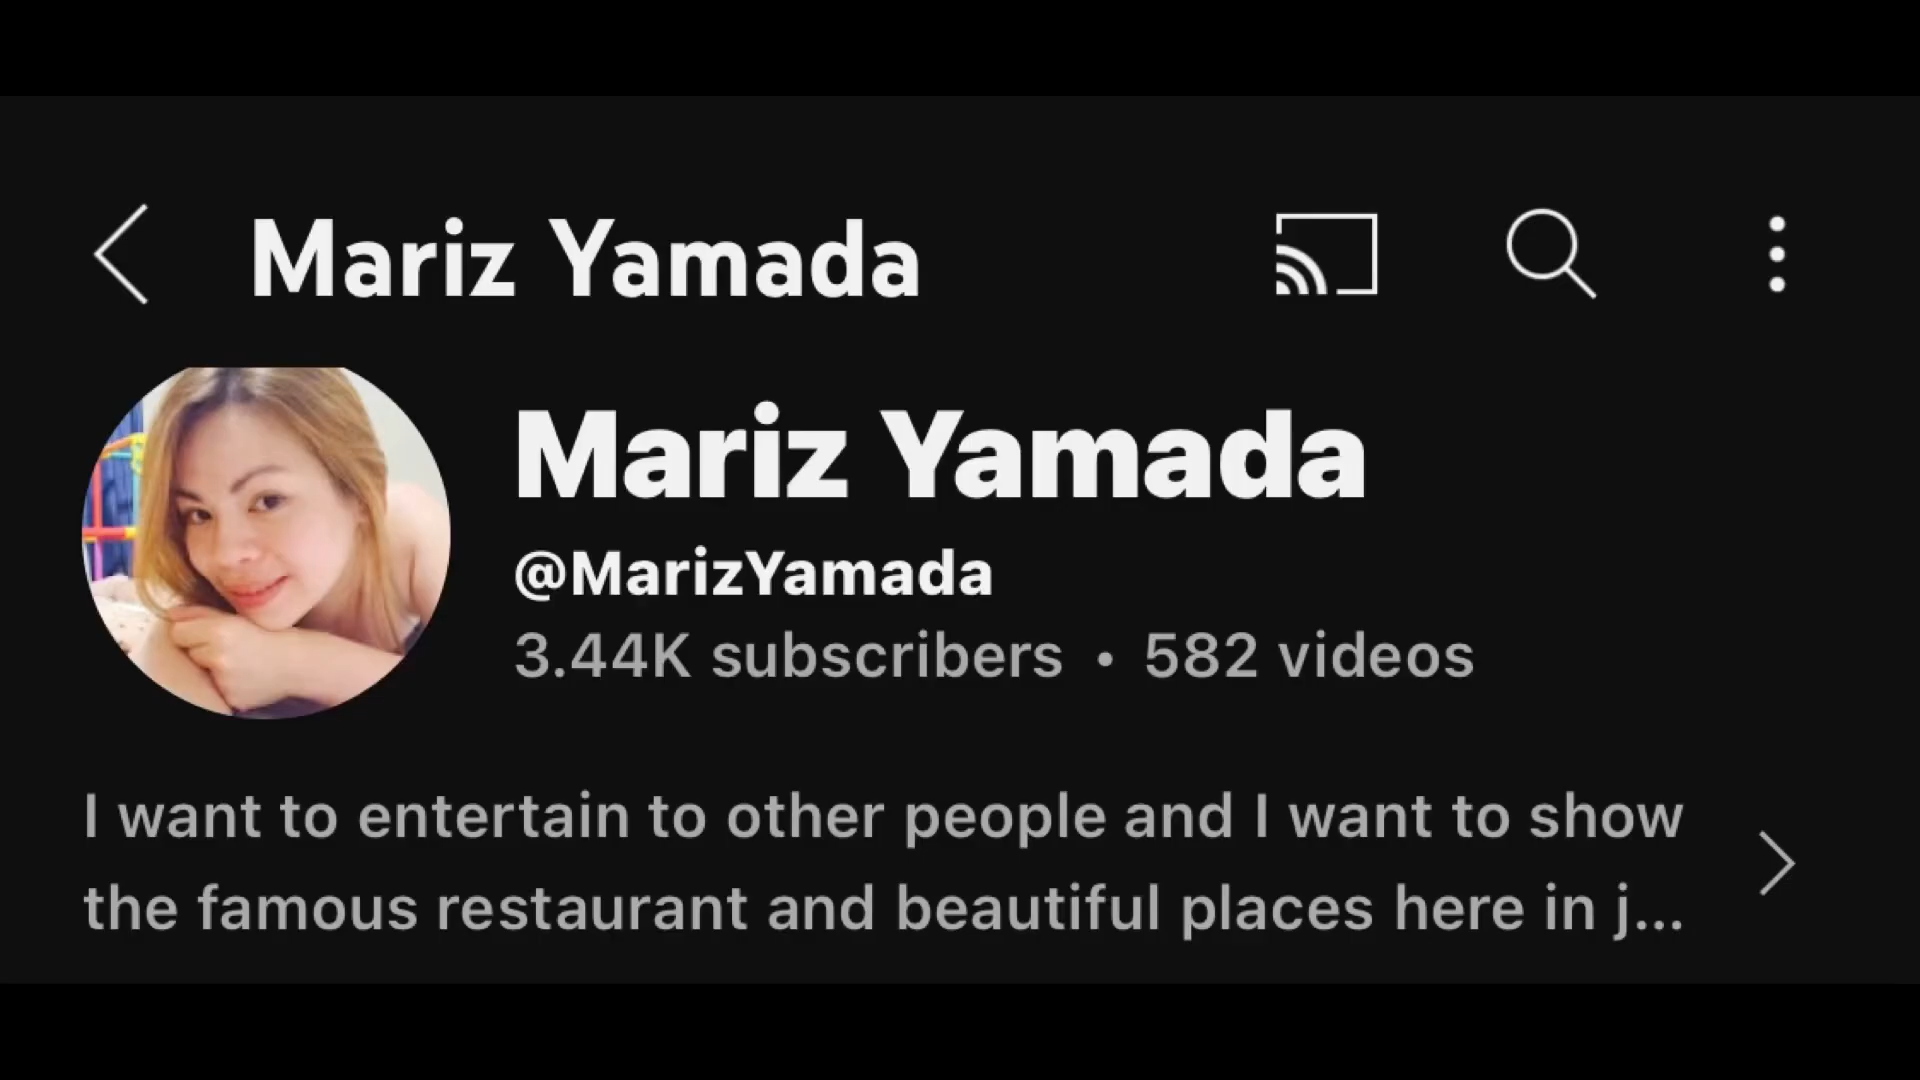 Mariz Yamada
Mariz Yamada
@MarizYamada
3.44K subscribers • 582 videos
I want to entertain to other people and I want to show
the famous restaurant and beautiful places here in j...